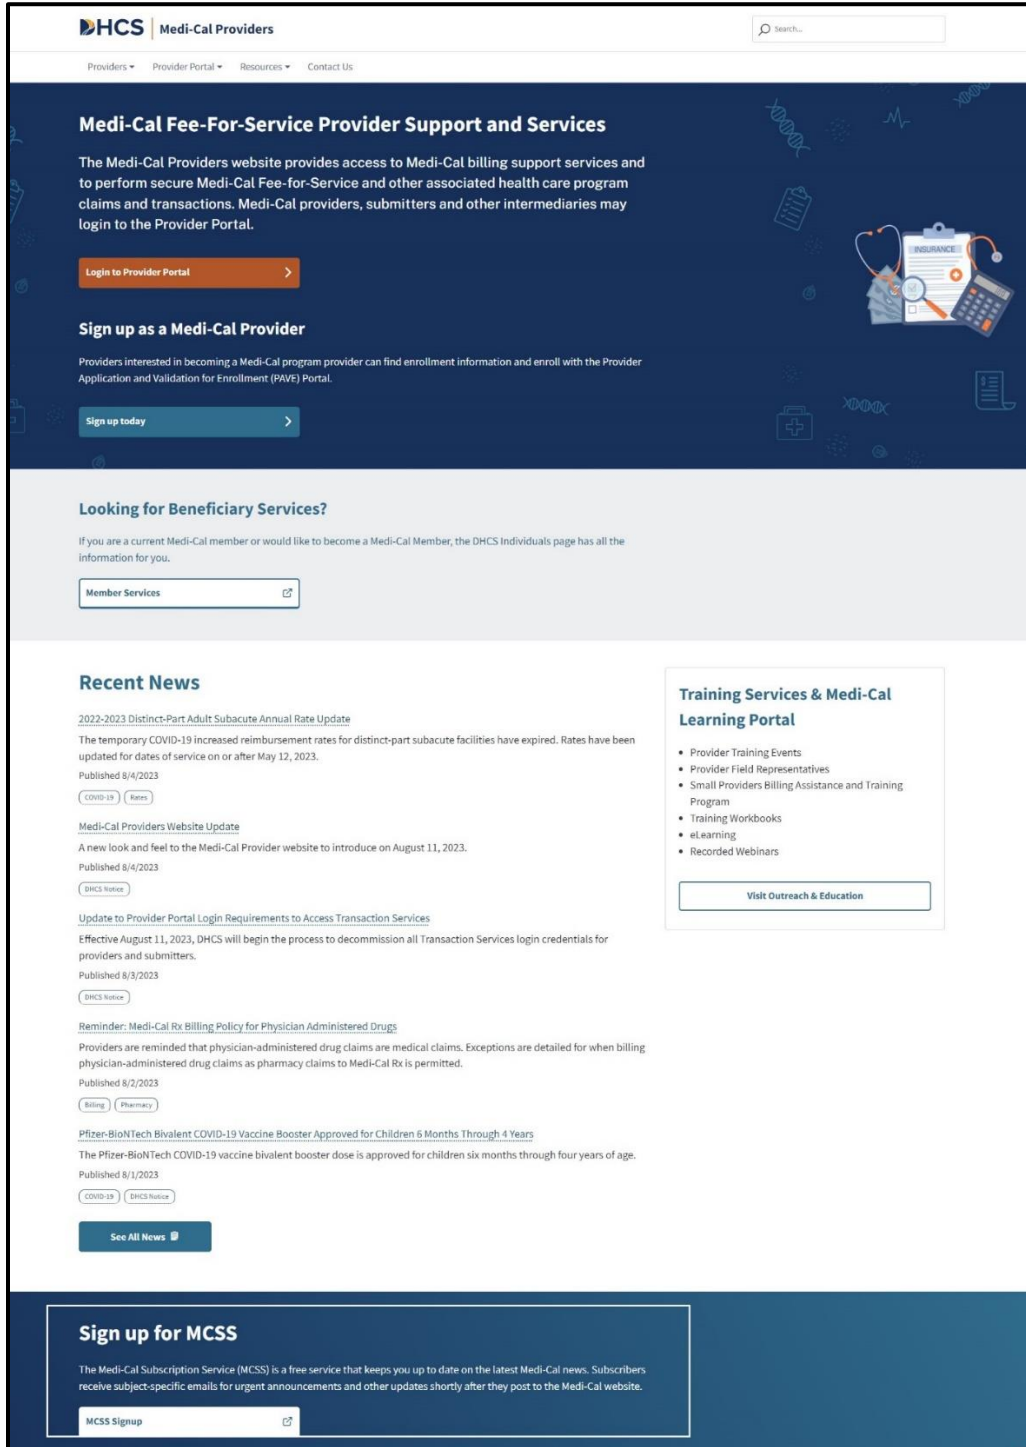 DHCS | Medi-Cal Providers
Search...
Providers Provider Portal Resources Contact Us
Medi-Cal Fee-For-Service Provider Support and Services
The Medi-Cal Providers website provides access to Medi-Cal billing support services and
to perform secure Medi-Cal Fee-for-Service and other associated health care program
claims and transactions. Medi-Cal providers, submitters and other intermediaries may
login to the Provider Portal.
INSURANCE
Login to Provider Portal
Sign up as a Medi-Cal Provider
Providers interested in becoming a Medi-Cal program provider can find enrollment information and enroll with the Provider
Application and Validation for Enrollment (PAVE) Portal.
Sign up today
Looking for Beneficiary Services?
If you are a current Medi-Cal member or would like to become a Medi-Cal Member, the DHCS Individuals page has all the
information for you.
Member Services
Recent News
2022-2023 Distinct-Part Adult Subacute Annual Rate Update
The temporary COVID-19 increased reimbursement rates for distinct-part subacute facilities have expired. Rates have been
updated for dates of service on or after May 12, 2023.
Published 8/4/2023
COVID-19 Rates
Medi-Cal Providers Website Update
A new look and feel to the Medi-Cal Provider website to introduce on August 11, 2023.
Published 8/4/2023
DHCS Notice
Update to Provider Portal Login Requirements to Access Transaction Services
Effective August 11, 2023, DHCS will begin the process to decommission all Transaction Services login credentials for
providers and submitters.
Published 8/3/2023
DHCS Notice
Reminder: Medi-Cal Rx Billing Policy for Physician Administered Drugs
Providers are reminded that physician-administered drug claims are medical claims. Exceptions are detailed for when billing
physician-administered drug claims as pharmacy claims to Medi-Cal Rx is permitted.
Published 8/2/2023
Billing Pharmacy
Pfizer-BioNTech Bivalent COVID-19 Vaccine Booster Approved for Children 6 Months Through 4 Years
The Pfizer-BioNTech COVID-19 vaccine bivalent booster dose is approved for children six months through four years of age.
Published 8/1/2023
COVID-19 DHCS Notice
See All News
Training Services & Medi-Cal
Learning Portal
• Provider Training Events
• Provider Field Representatives
• Small Providers Billing Assistance and Training
Program
• Training Workbooks
• eLearning
• Recorded Webinars
Visit Outreach & Education
Sign up for MCSS
The Medi-Cal Subscription Service (MCSS) is a free service that keeps you up to date on the latest Medi-Cal news. Subscribers
receive subject-specific emails for urgent announcements and other updates shortly after they post to the Medi-Cal website.
MCSS Signup